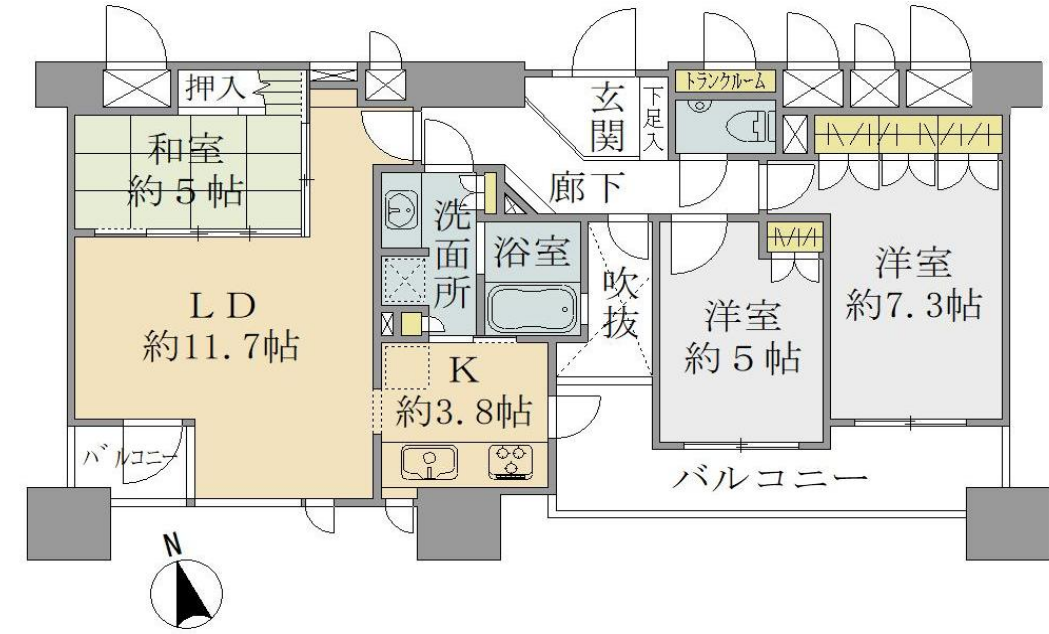 トランクルーム
押入
玄関
下足入
和室
約５帖
廊下
洗面所
浴室
吹抜
洋室
約7.3帖
LD
約11.7帖
洋室
約５帖
K
約3.8帖
バルコニー
バルコニー
N